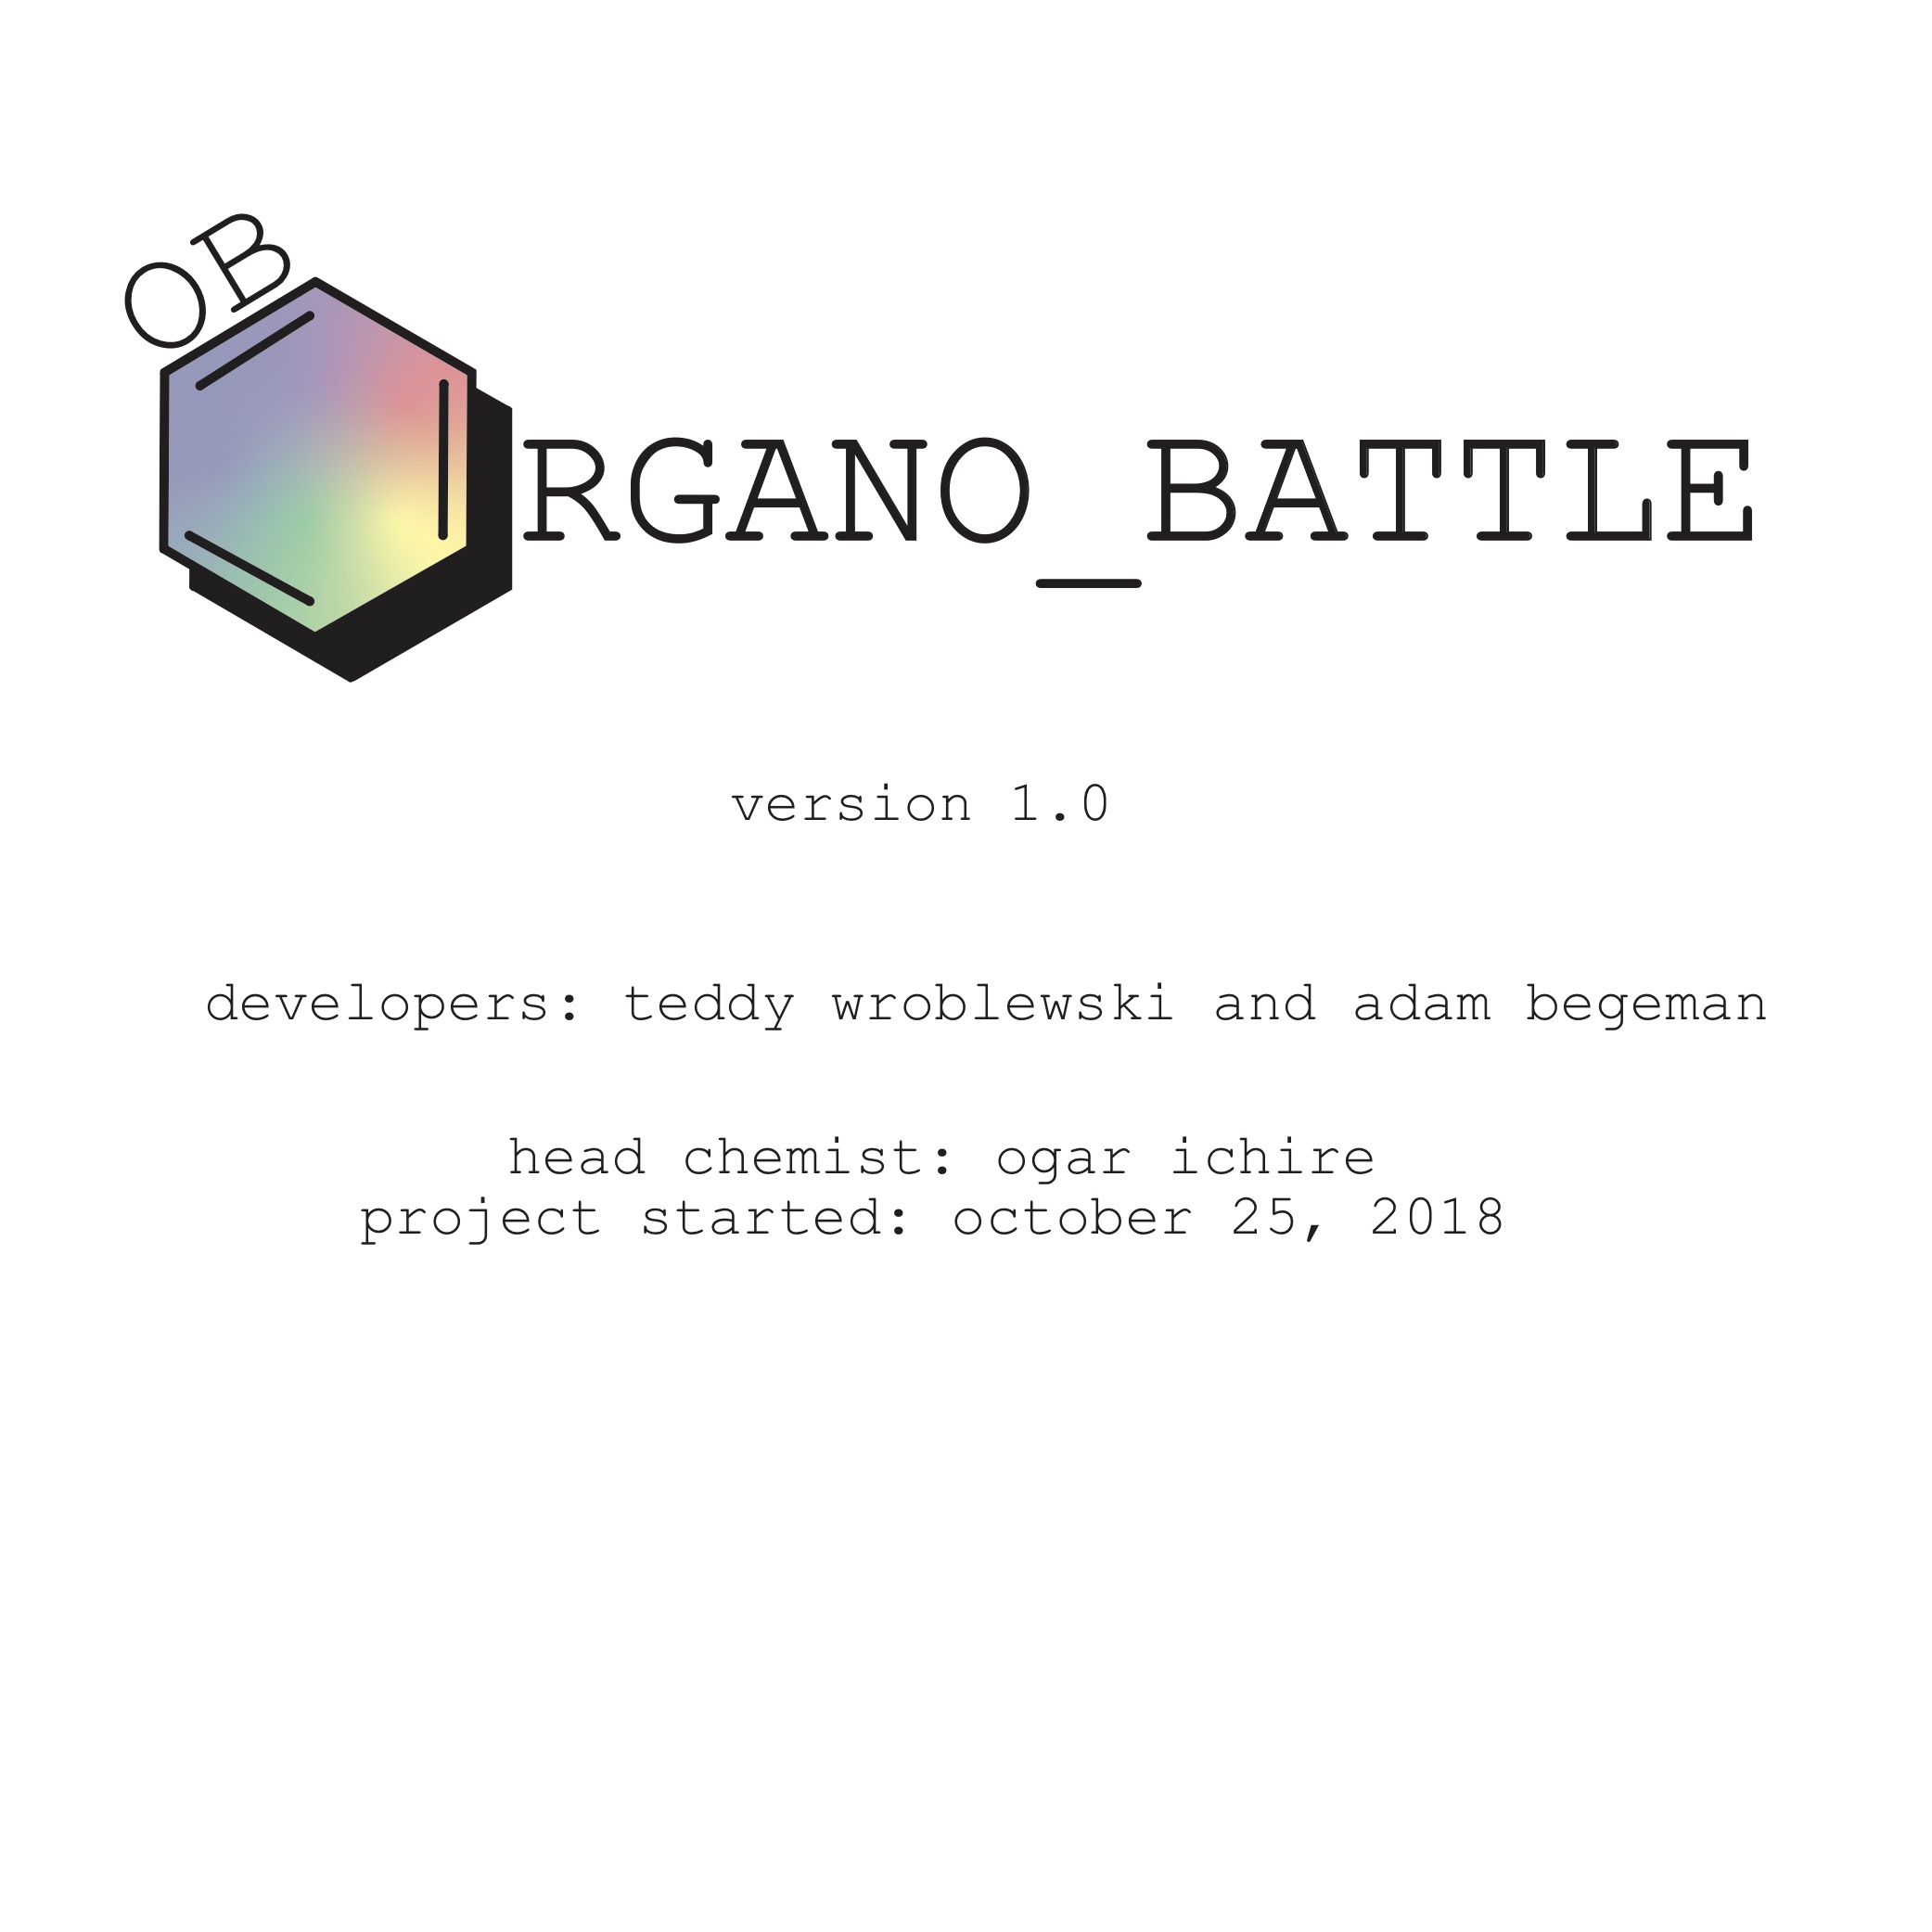 OB
RGANO_BATTLE
version 1.0
developers: teddy wroblewski and adam begeman
head chemist: ogar ichire
project started: october 25, 2018